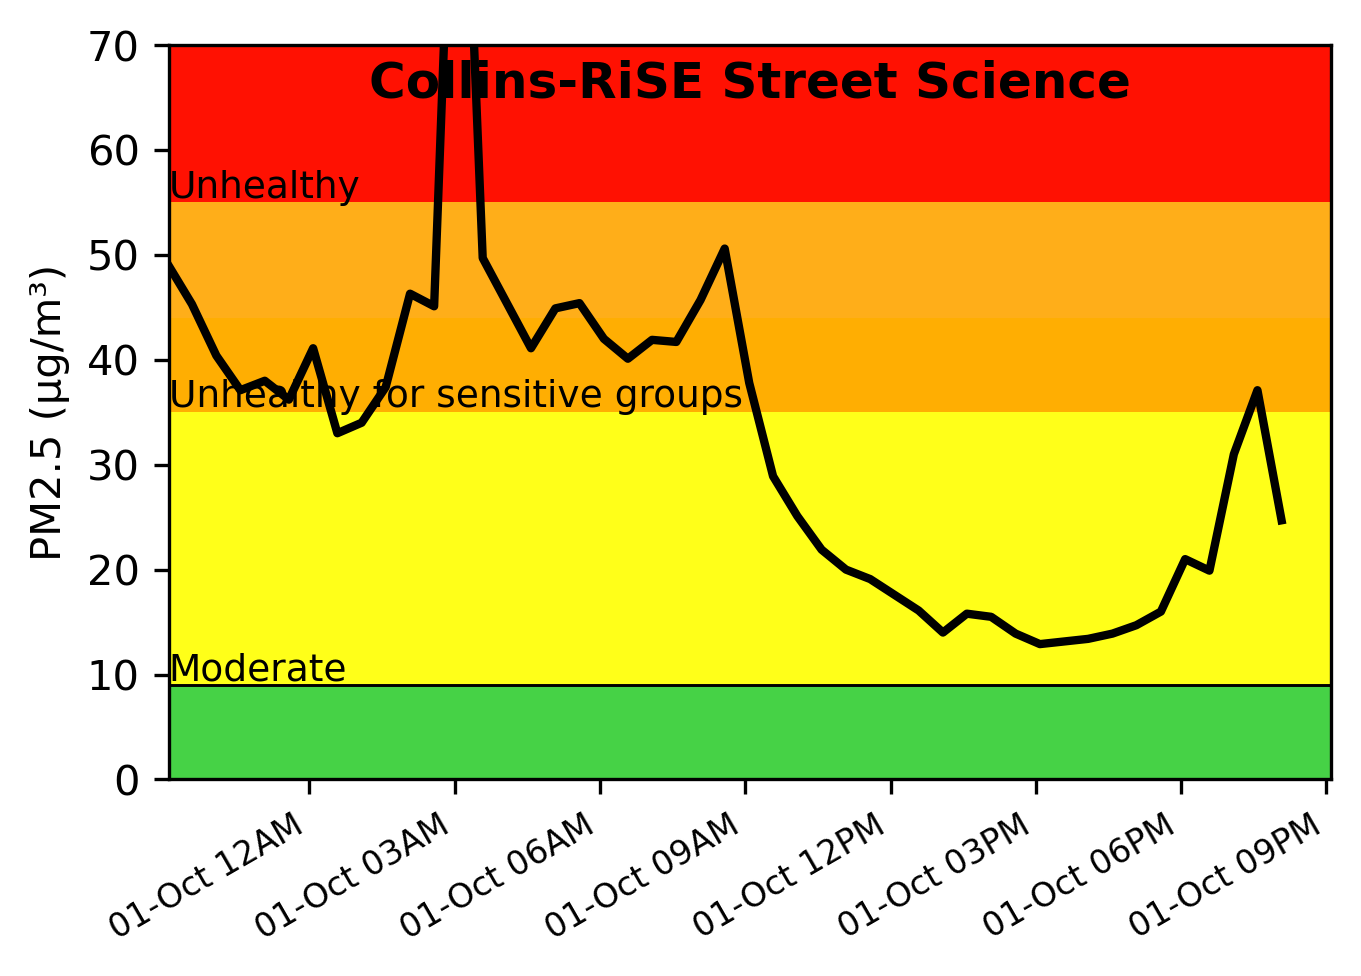 Collins-RiSE Street Science
70
60
50
40
30
20
10
0
PM2.5 (µg/m³)
Unhealthy
Unhealthy for sensitive groups
Moderate
01-Oct 12AM
01-Oct 03AM
01-Oct 06AM
01-Oct 09AM
01-Oct 12PM
01-Oct 03PM
01-Oct 06PM
01-Oct 09PM